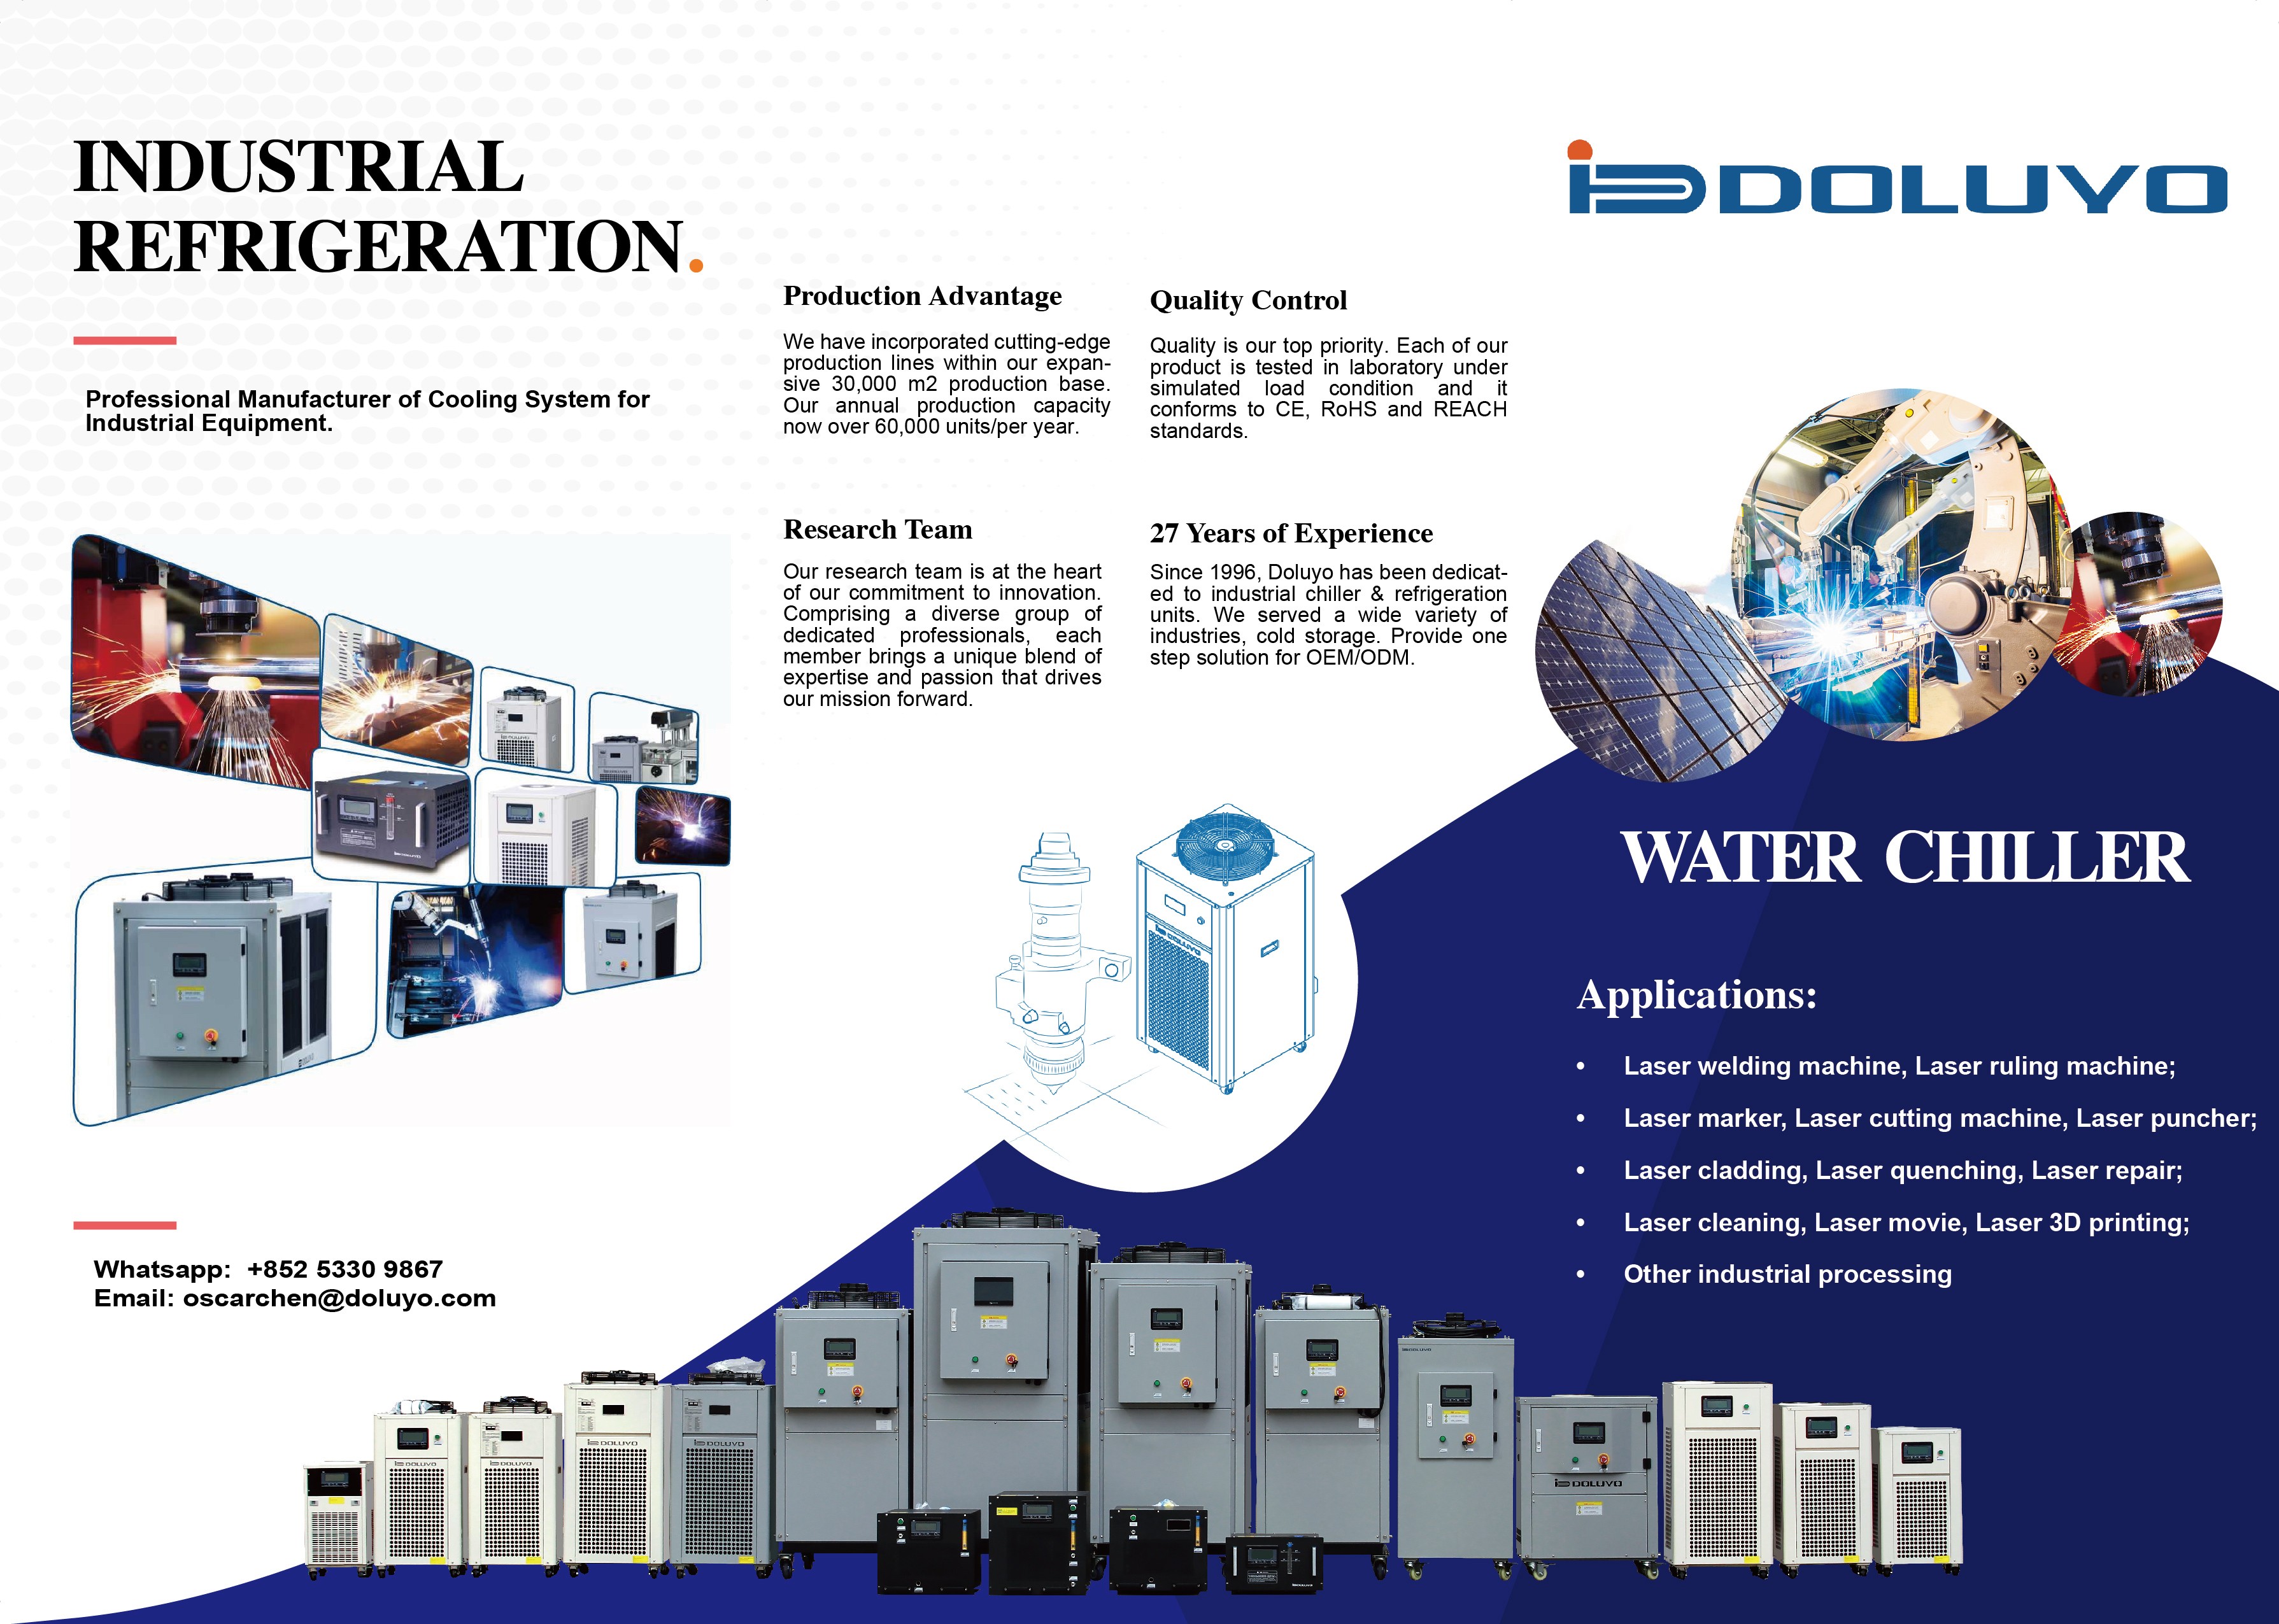 INDUSTRIAL
REFRIGERATION.
Professional Manufacturer of Cooling System for
Industrial Equipment.
Whatsapp: +852 5330 9867
Email: oscarchen@doluyo.com
Production Advantage
We have incorporated cutting-edge
production lines within our expan-
sive 30,000 m2 production base.
Our annual production capacity
now over 60,000 units/per year.
Quality Control
Quality is our top priority. Each of our
product is tested in laboratory under
simulated load condition and it
conforms to CE, RoHS and REACH
standards.
Research Team
Our research team is at the heart
of our commitment to innovation.
Comprising a diverse group of
dedicated professionals, each
member brings a unique blend of
expertise and passion that drives
our mission forward.
27 Years of Experience
Since 1996, Doluyo has been dedicat-
ed to industrial chiller & refrigeration
units. We served a wide variety of
industries, cold storage. Provide one
step solution for OEM/ODM.
DOLUYO
DOLUYO
WATER CHILLER
Applications:
• Laser welding machine, Laser ruling machine;
• Laser marker, Laser cutting machine, Laser puncher;
• Laser cladding, Laser quenching, Laser repair;
• Laser cleaning, Laser movie, Laser 3D printing;
• Other industrial processing
DOLUYO
DOLUYO
DOLUYO
DOLUYO
DOLUYO
DOLUYO
DOLUYO